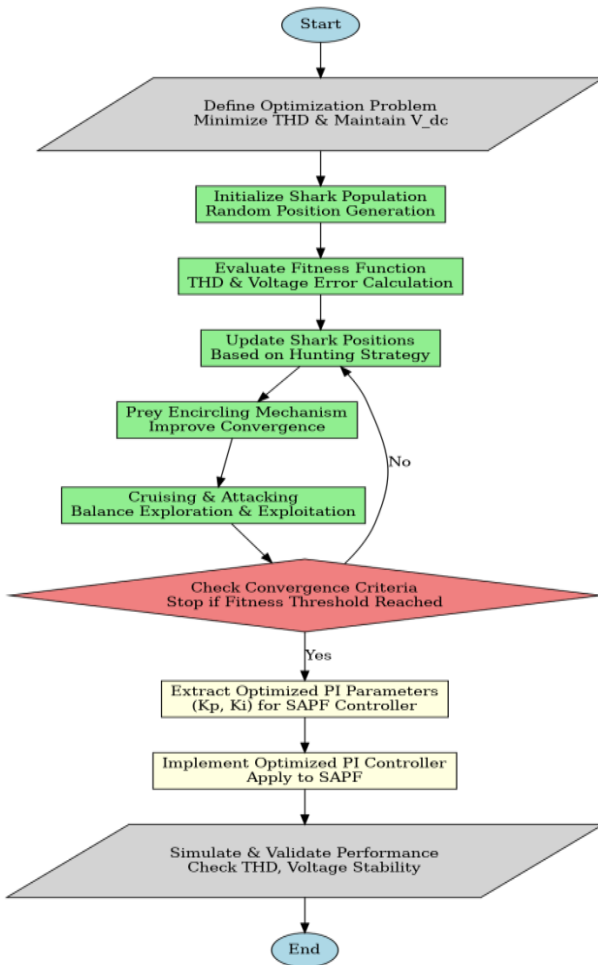 Start
Define Optimization Problem
Minimize THD & Maintain V_dc
Initialize Shark Population
Random Position Generation
Evaluate Fitness Function
THD & Voltage Error Calculation
Update Shark Positions
Based on Hunting Strategy
Prey Encircling Mechanism
Improve Convergence
No
Cruising & Attacking
Balance Exploration & Exploitation
Check Convergence Criteria
Stop if Fitness Threshold Reached
Yes
Extract Optimized PI Parameters
(Kp, Ki) for SAPF Controller
Implement Optimized PI Controller
Apply to SAPF
Simulate & Validate Performance
Check THD, Voltage Stability
End